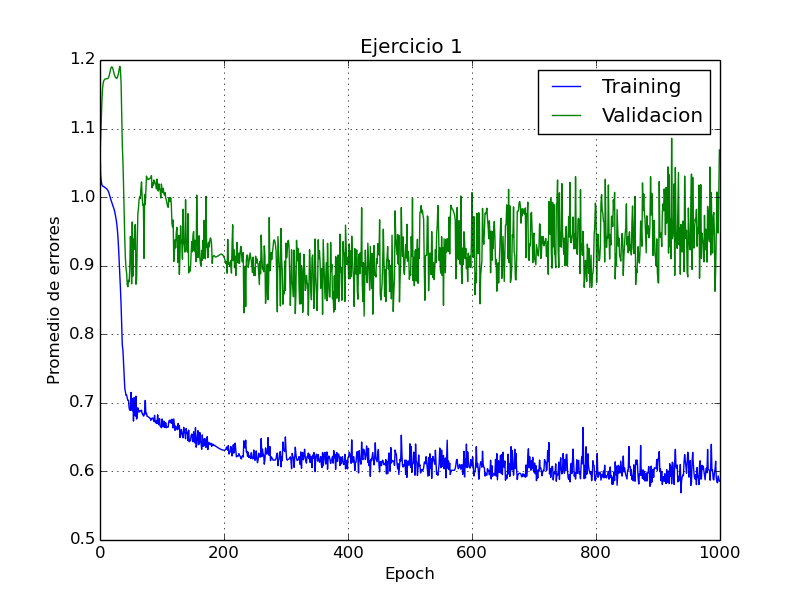 Ejercicio 1
1.2
1.1
1.0
0.9
0.8
0.7
0.6
0.5
Promedio de errores
Training
Validacion
0 200 400 600 800 1000
Epoch